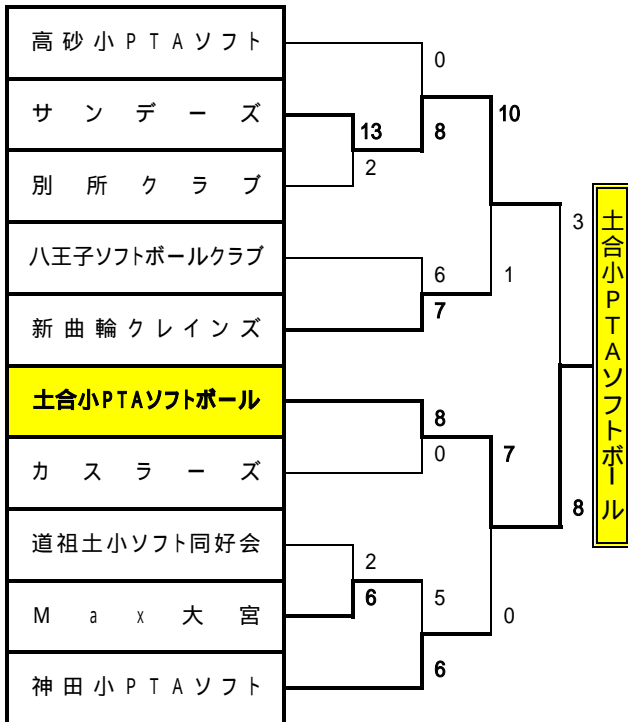 高砂小PTAソフト
0
サンデーズ
13
8
10
2
別所クラブ
3
八王子ソフトボールクラブ
6
1
7
新曲輪クレインズ
土合小PTAソフトボール
8
0
7
カスラーズ
8
道祖土小ソフト同好会
2
6
5
0
Max大宮
6
神田小PTAソフト
土合小PTAソフトボール